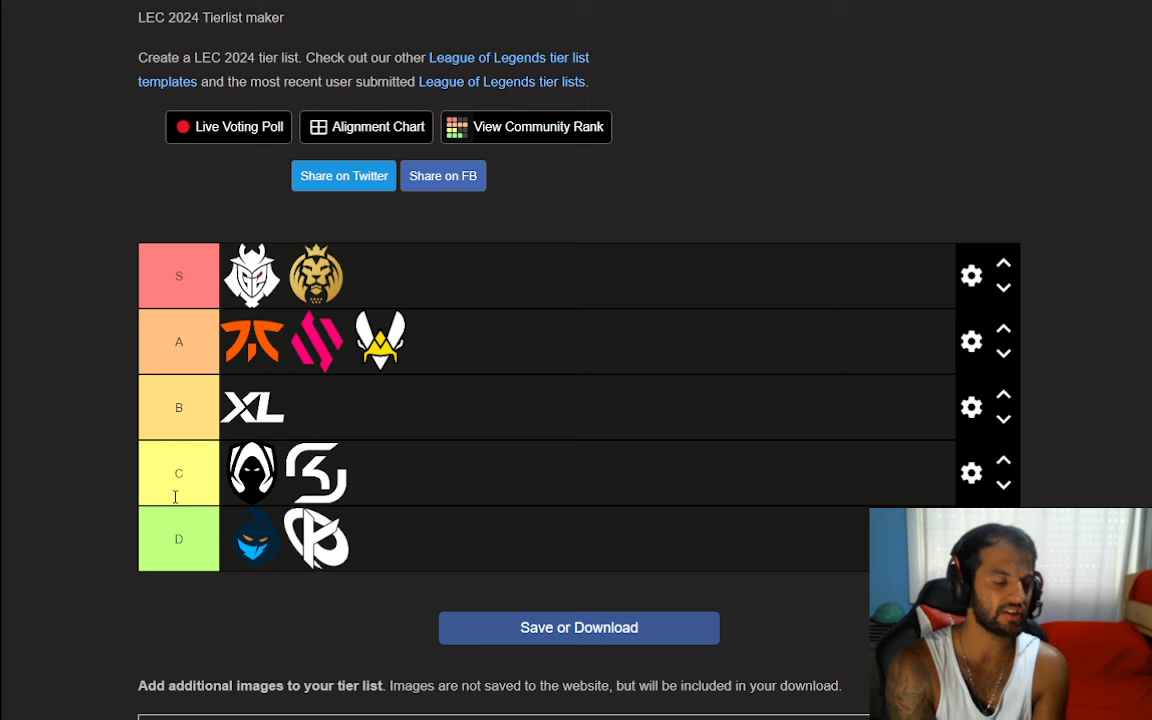 LEC 2024 Tierlist maker
Create a LEC 2024 tier list. Check out our other League of Legends tier list
templates and the most recent user submitted League of Legends tier lists.
Live Voting Poll
Alignment Chart
View Community Rank
Share on Twitter
Share on FB
S
A
B
XL
C
D
Save or Download
Add additional images to your tier list. Images are not saved to the website, but will be included in your download.